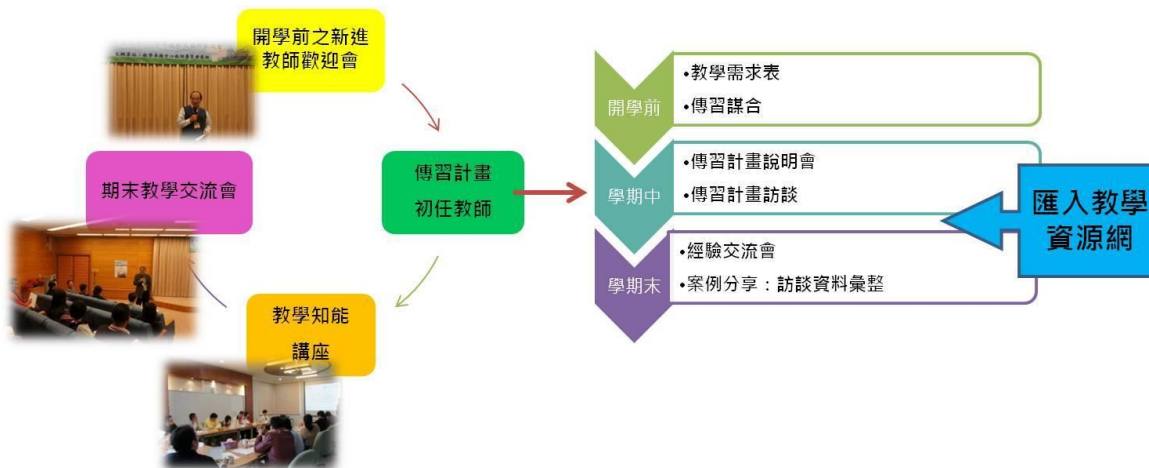 開學前之新進
教師歡迎會
傳習計畫
初任教師
教學知能
講座
期末教學交流會
開學前
•教學需求表
•傳習謀合
學期中
•傳習計畫說明會
•傳習計畫訪談
學期末
•經驗交流會
•案例分享：訪談資料彙整
匯入教學
資源網